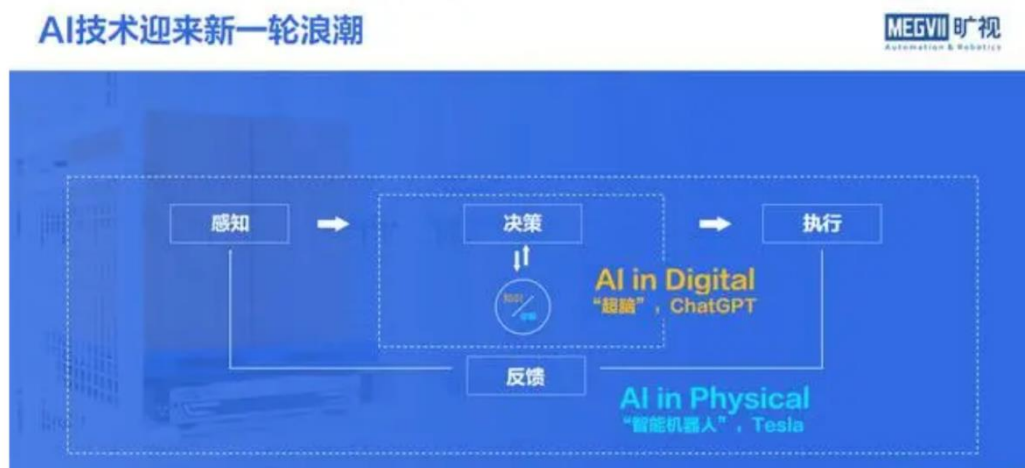 AI技术迎来新一轮浪潮
MEGVII 旷视
Automation & Robotics
感知
决策
执行
知识
AI in Digital
“超脑”，ChatGPT
反馈
AI in Physical
“智能机器人”，Tesla